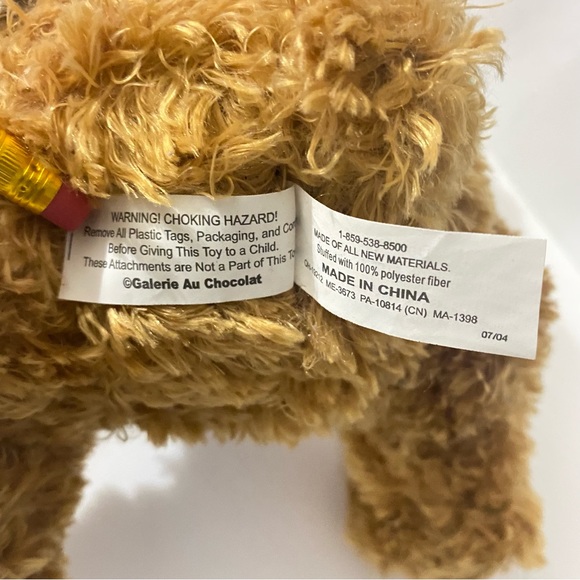 WARNING! CHOKING HAZARD!
Remove All Plastic Tags, Packaging, and
Before Giving This Toy to a Child.
These Attachments are Not a Part of This
©Galerie Au Chocolat
1-859-538-8500
MADE OF ALL NEW MATERIALS.
Stuffed with 100% polyester fiber
MADE IN CHINA
ME-3673 PA-10814 (CN) MA-1398
07/04